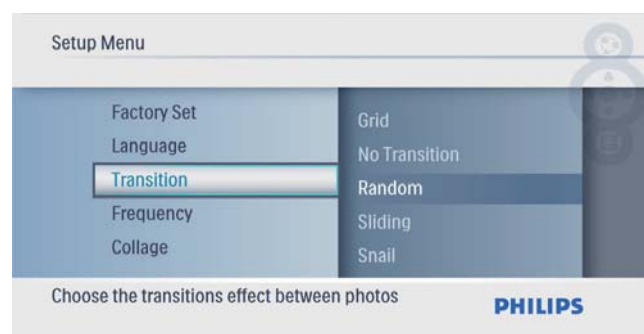 Setup Menu
Factory Set
Language
Transition
Frequency
Collage
Grid
No Transition
Random
Sliding
Snail
Choose the transitions effect between photos
PHILIPS